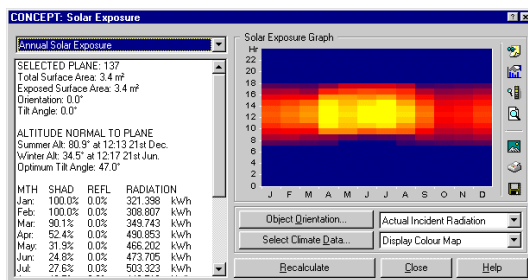 CONCEPT: Solar Exposure
Annual Solar Exposure
SELECTED PLANE: 137
Total Surface Area: 3.4 m²
Exposed Surface Area: 3.4 m²
Orientation: 0.0°
Tilt Angle: 0.0°
ALTITUDE NORMAL TO PLANE
Summer Alt: 80.9° at 12:13 21st Dec.
Winter Alt: 34.5° at 12:17 21st Jun.
Optimum Tilt Angle: 47.0°
MTH SHAD REFL RADIATION
Jan: 100.0% 0.0% 321.398 kWh
Feb: 100.0% 0.0% 308.807 kWh
Mar: 90.1% 0.0% 349.743 kWh
Apr: 52.4% 0.0% 490.853 kWh
May: 31.9% 0.0% 466.202 kWh
Jun: 24.8% 0.0% 473.705 kWh
Jul: 27.6% 0.0% 503.323 kWh
Solar Exposure Graph
Hr
22
20
18
16
14
12
10
8
6
4
2
0
J F M A M J J A S O N D
Object Orientation...
Actual Incident Radiation
Select Climate Data...
Display Colour Map
Recalculate
Close
Help